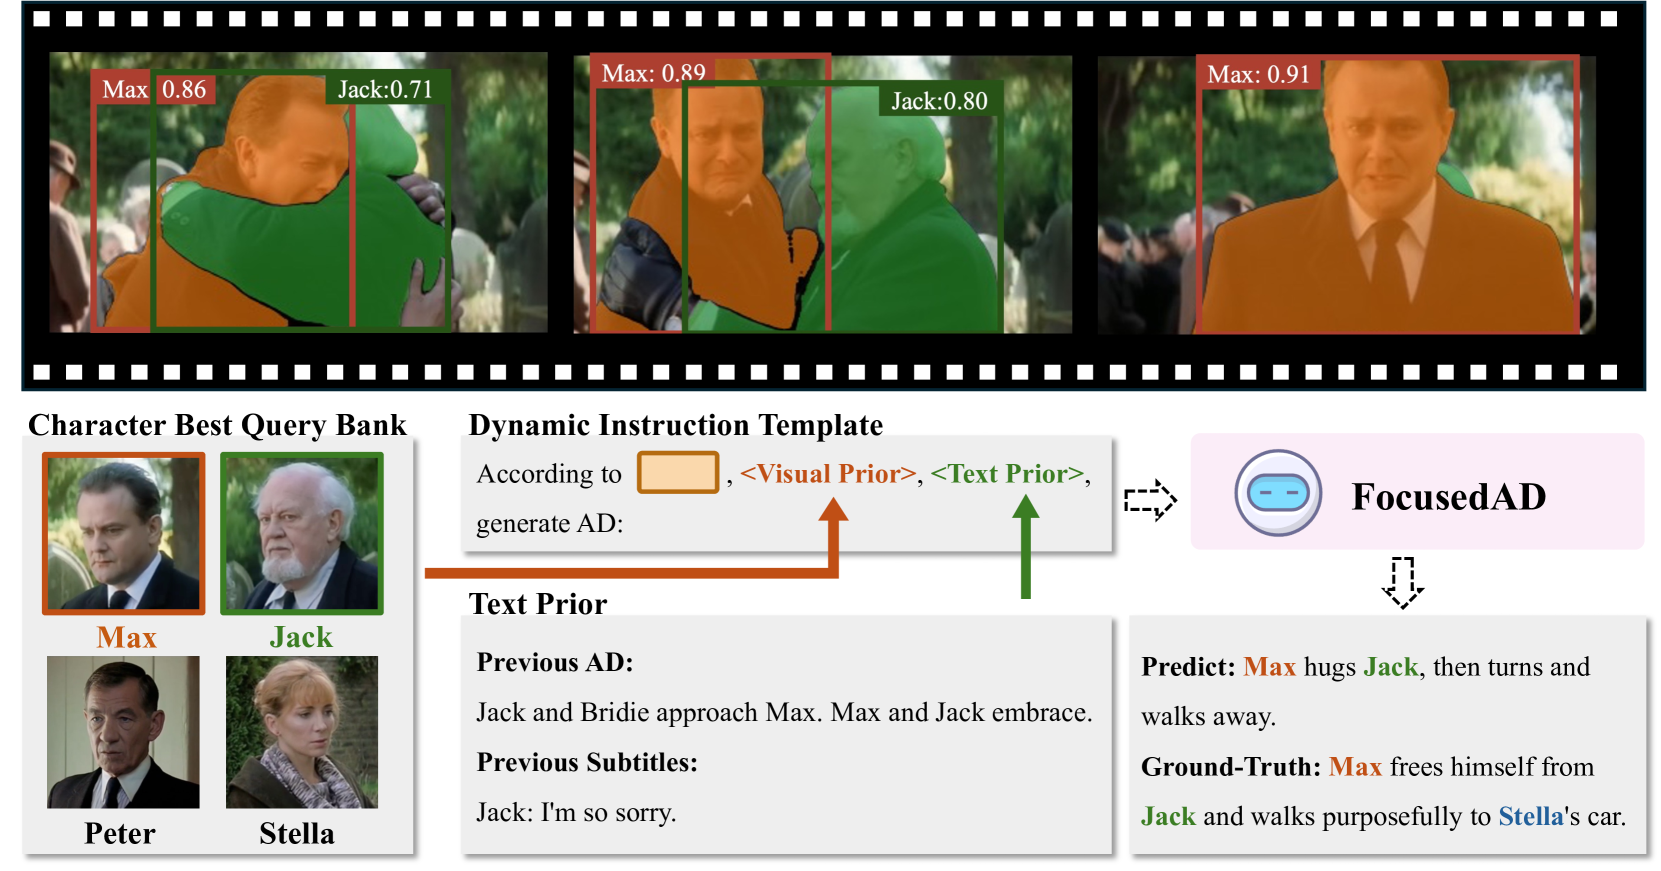 Max 0.86
Jack:0.71
Max: 0.89
Jack:0.80
Max: 0.91
Character Best Query Bank
Max
Jack
Peter
Stella
Dynamic Instruction Template
According to , <Visual Prior>, <Text Prior>,
generate AD:
Text Prior
Previous AD:
Jack and Bridie approach Max. Max and Jack embrace.
Previous Subtitles:
Jack: I'm so sorry.
FocusedAD
Predict: Max hugs Jack, then turns and
walks away.
Ground-Truth: Max frees himself from
Jack and walks purposefully to Stella's car.